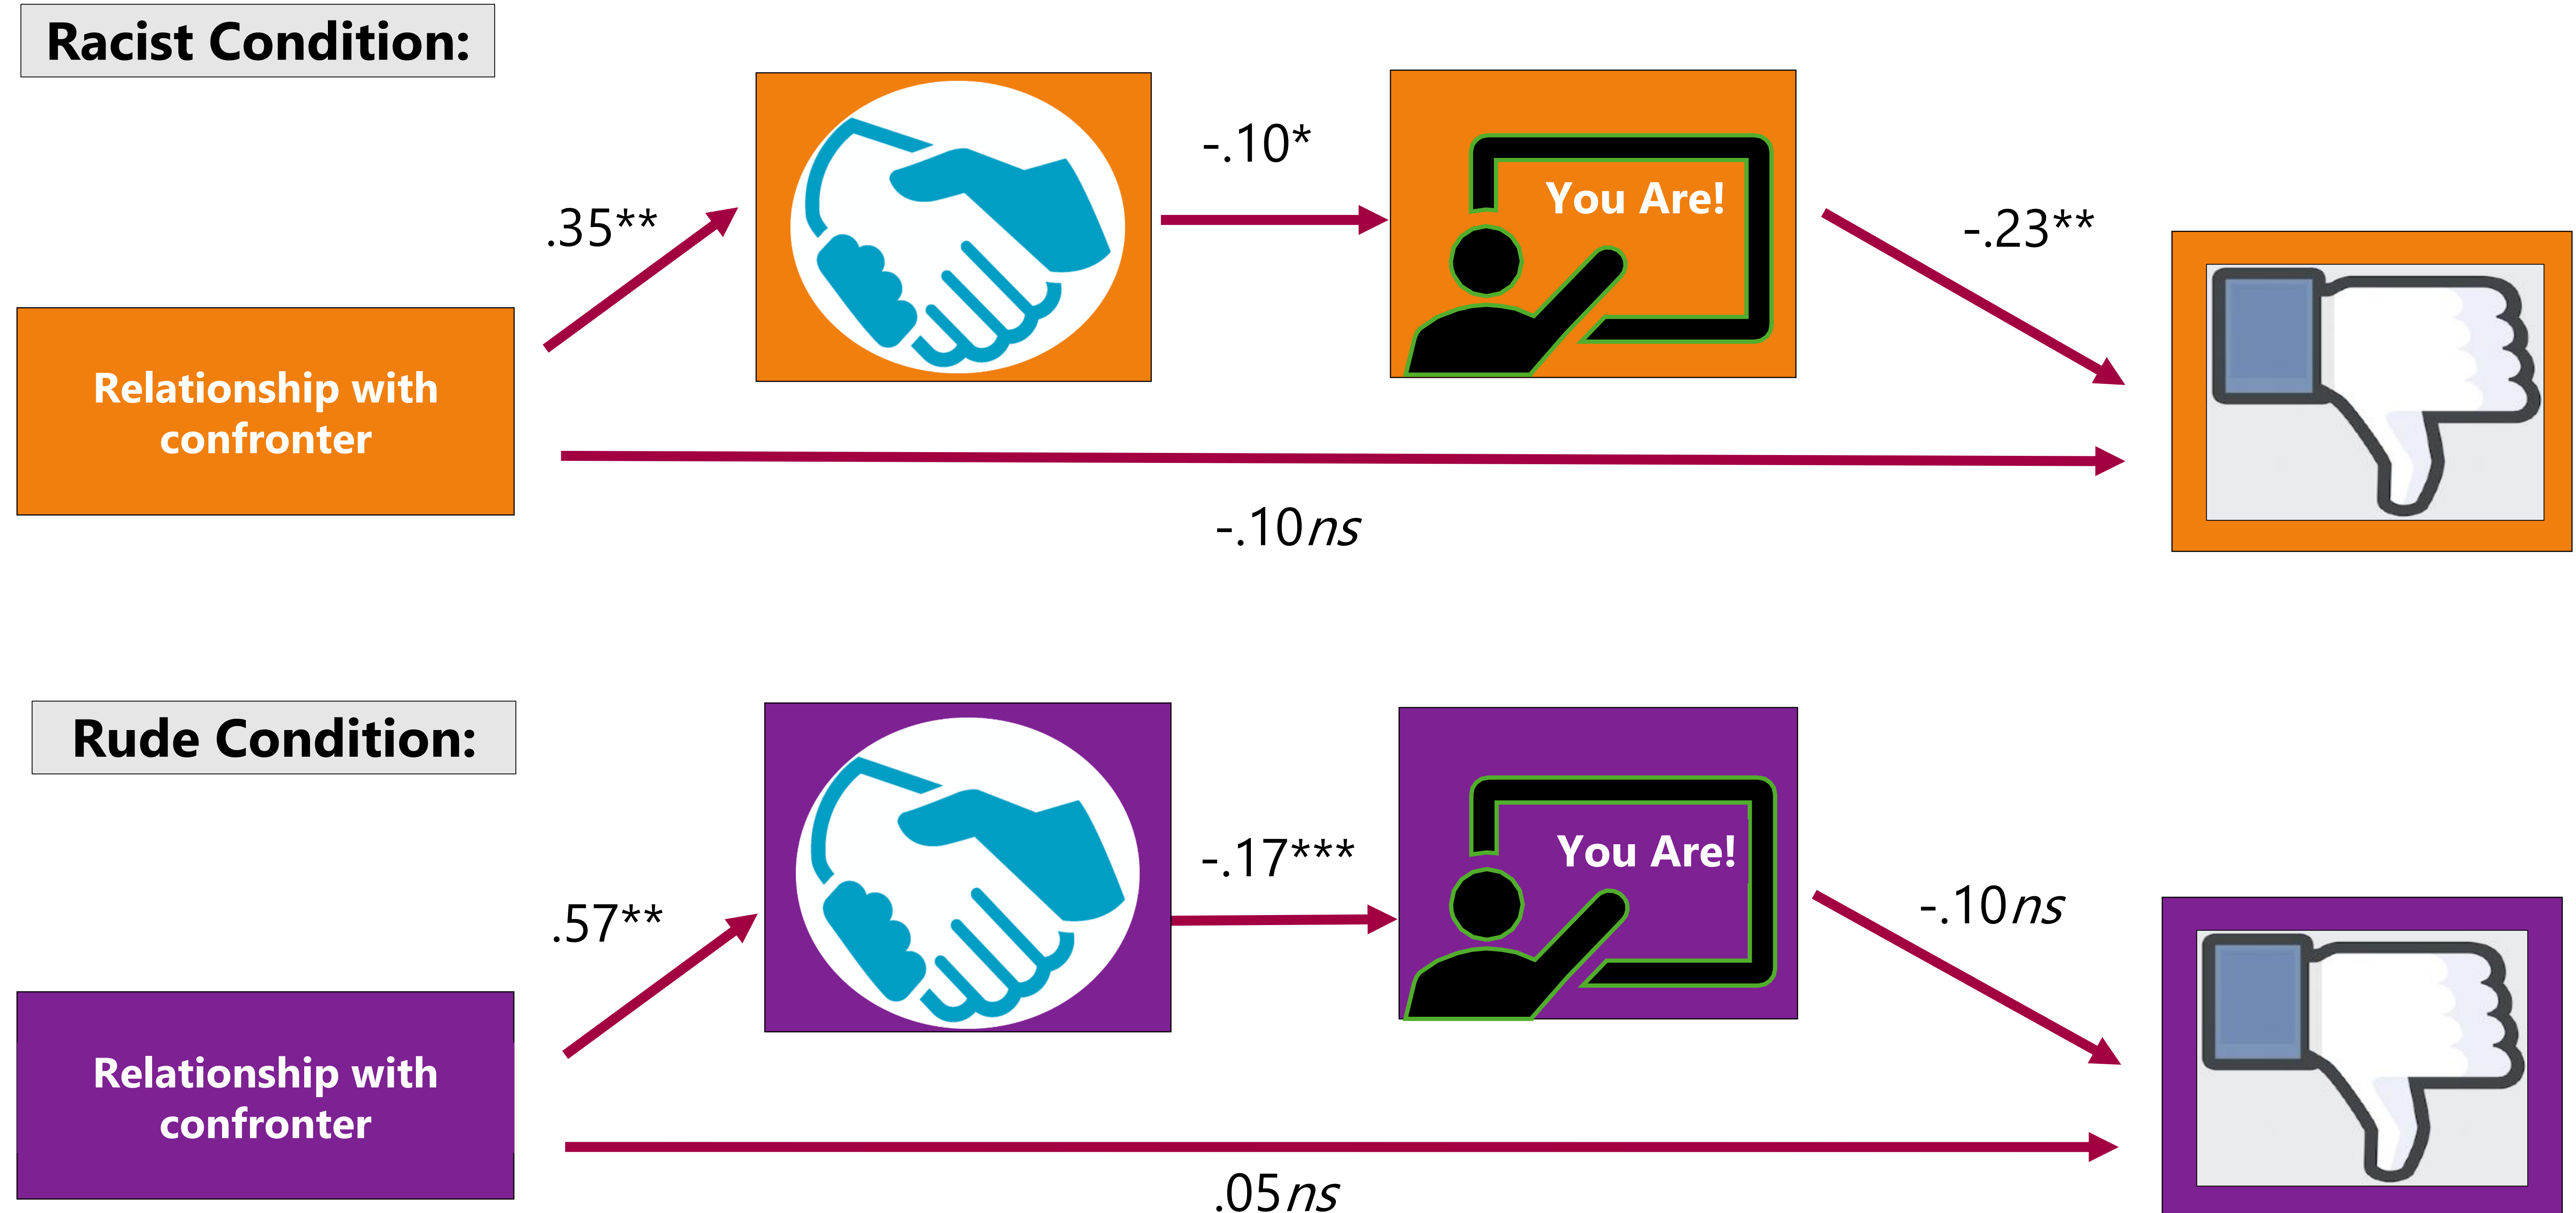 Racist Condition:
.35**
-.10*
You Are!
-.23**
Relationship with
confronter
-.10ns
Rude Condition:
.57**
-.17***
You Are!
-.10ns
Relationship with
confronter
.05ns